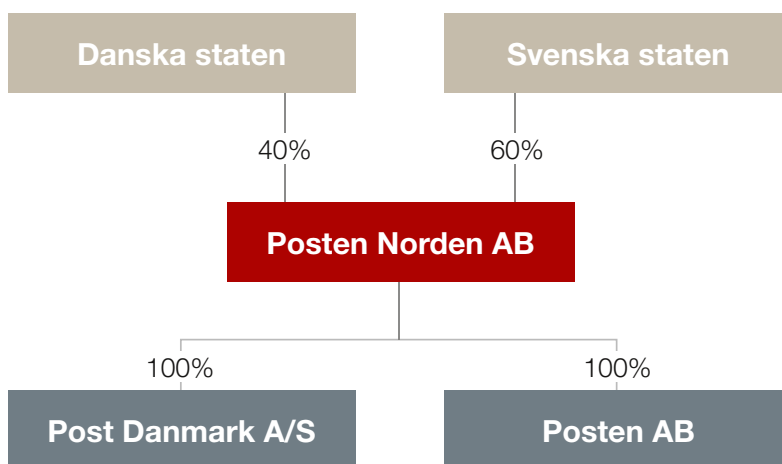 Danska staten
Svenska staten
40%
60%
Posten Norden AB
100%
100%
Post Danmark A/S
Posten AB